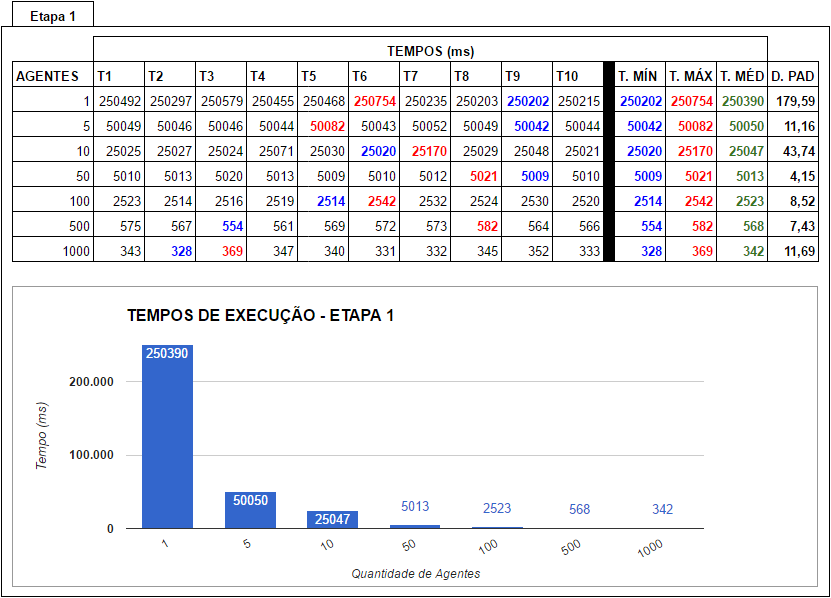 Etapa 1
TEMPOS (ms)
AGENTES T1 T2 T3 T4 T5 T6 T7 T8 T9 T10 T. MÍN T. MÁX T. MÉD D. PAD
1 250492 250297 250579 250455 250468 250754 250235 250203 250202 250215 250202 250754 250390 179,59
5 50049 50046 50046 50044 50082 50043 50052 50049 50042 50044 50042 50082 50050 11,16
10 25025 25027 25024 25071 25030 25020 25170 25029 25048 25021 25020 25170 25047 43,74
50 5010 5013 5020 5013 5009 5010 5012 5021 5009 5010 5009 5021 5013 4,15
100 2523 2514 2516 2519 2514 2542 2532 2524 2530 2520 2514 2542 2523 8,52
500 575 567 554 561 569 572 573 582 564 566 554 582 568 7,43
1000 343 328 369 347 340 331 332 345 352 333 328 369 342 11,69
TEMPOS DE EXECUÇÃO - ETAPA 1
Tempo (ms)
200.000
100.000
0
250390
50050
25047
5013
2523
568
342
1
5
10
50
100
500
1000
Quantidade de Agentes